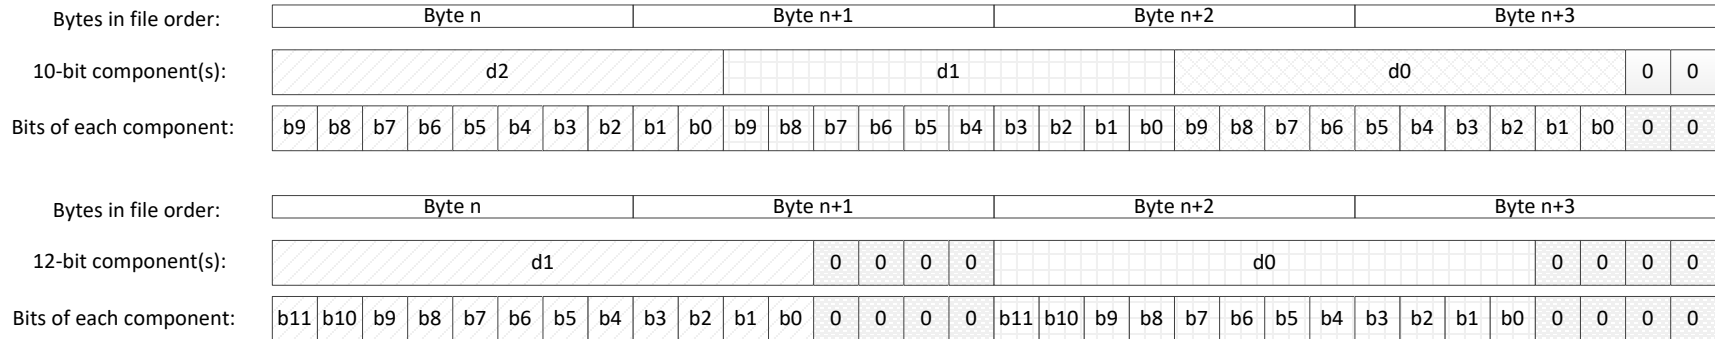 Bytes in file order: Byte n Byte n+1 Byte n+2 Byte n+3
10-bit component(s): d2 d1 d0 0 0
Bits of each component: b9 b8 b7 b6 b5 b4 b3 b2 b1 b0 b9 b8 b7 b6 b5 b4 b3 b2 b1 b0 b9 b8 b7 b6 b5 b4 b3 b2 b1 b0 0 0
Bytes in file order: Byte n Byte n+1 Byte n+2 Byte n+3
12-bit component(s): d1 0 0 0 0 d0 0 0 0 0
Bits of each component: b11 b10 b9 b8 b7 b6 b5 b4 b3 b2 b1 b0 0 0 0 0 b11 b10 b9 b8 b7 b6 b5 b4 b3 b2 b1 b0 0 0 0 0